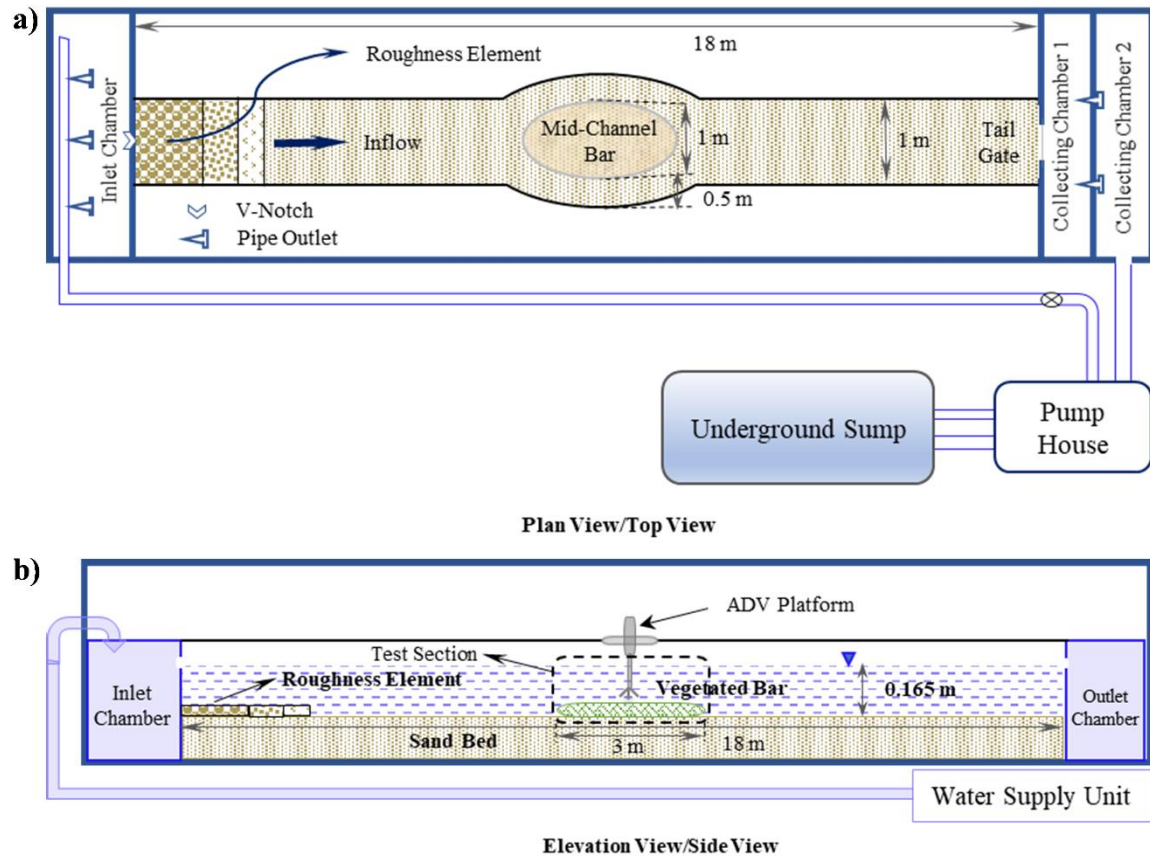 a)
18 m
Roughness Element
Inlet Chamber
Inflow
Mid-Channel
Bar
1 m
1 m
Tail
Gate
0.5 m
Collecting Chamber 1
Collecting Chamber 2
V-Notch
Pipe Outlet
Underground Sump
Pump
House
Plan View/Top View
b)
ADV Platform
Test Section
Roughness Element
Vegetated Bar
0.165 m
Inlet
Chamber
Outlet
Chamber
Sand Bed
3 m
18 m
Water Supply Unit
Elevation View/Side View